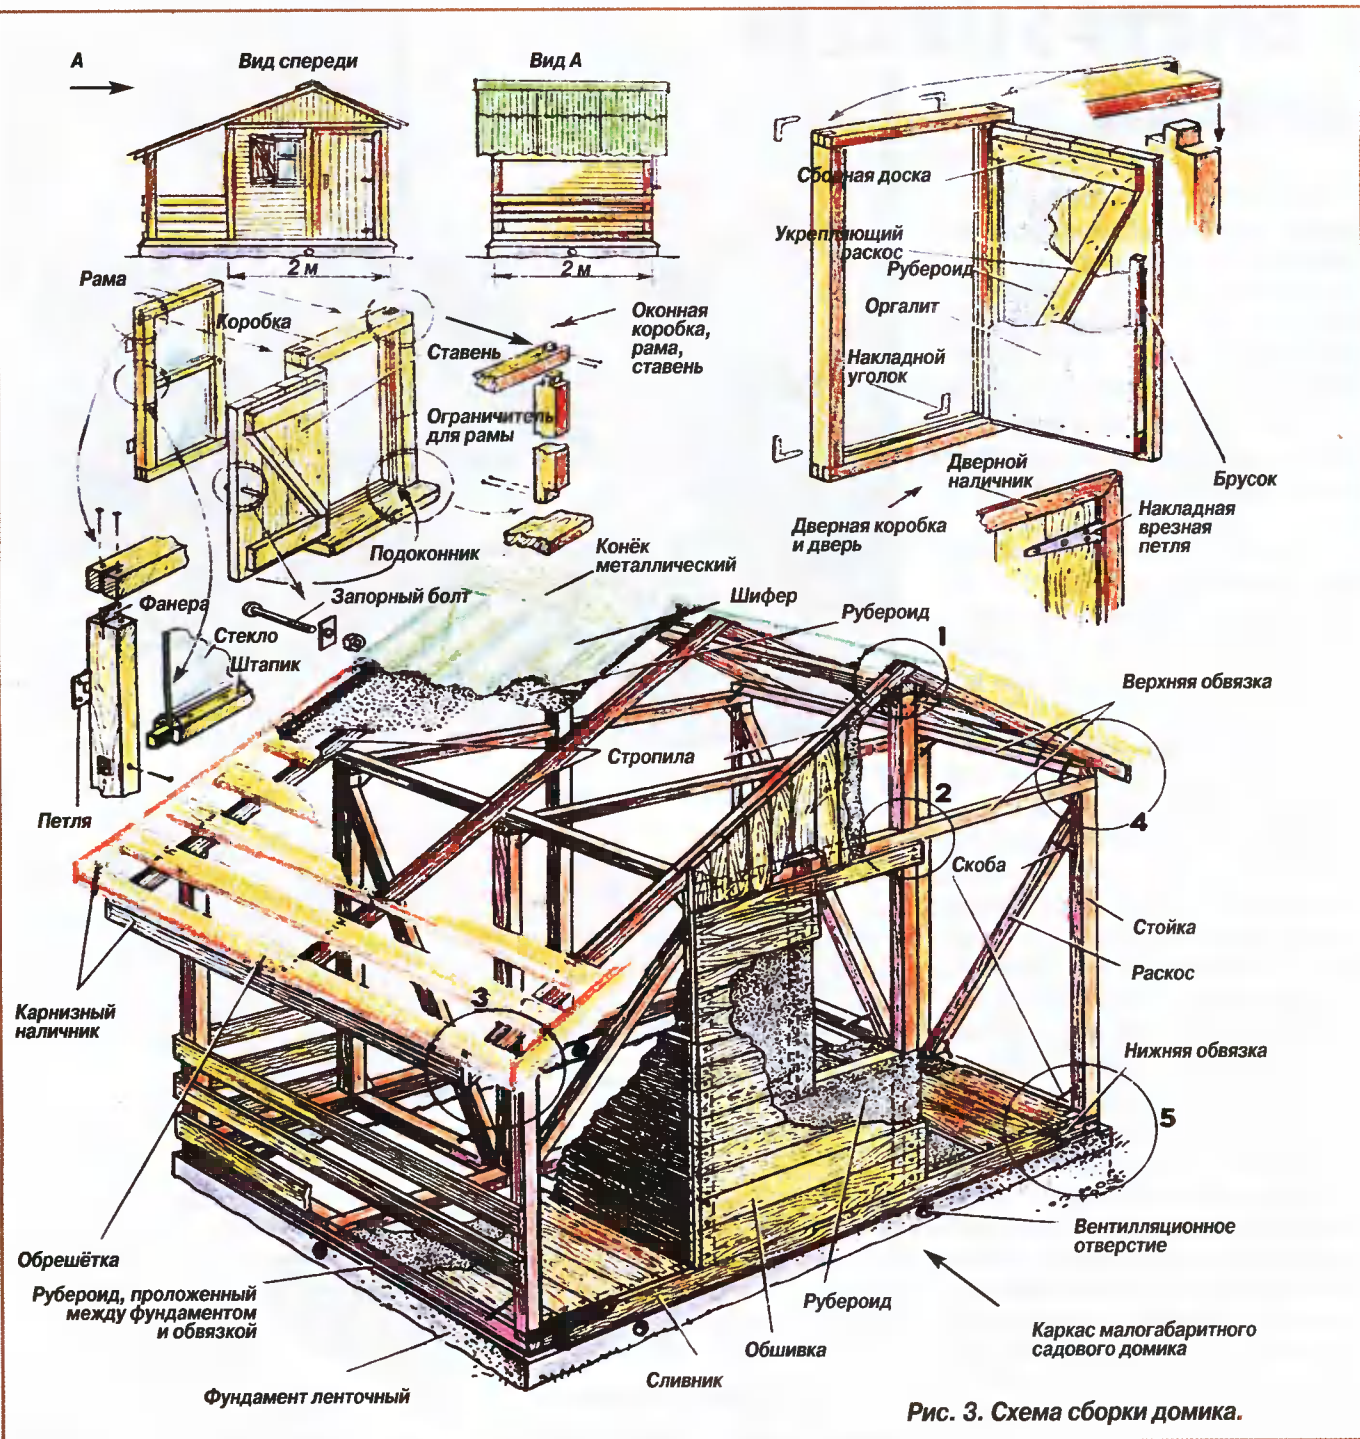 А
Вид спереди
Вид А
2 м
2 м
Рама
Коробка
Ставень
Оконная
коробка,
рама,
ставень
Ограничитель
для рамы
Подоконник
Запорный болт
Фанера
Стекло
Штапик
Петля
Сборная доска
Укрепляющий
раскос
Рубероид
Оргалит
Накладной
уголок
Дверной
наличник
Брусок
Накладная
врезная
петля
Дверная коробка
и дверь
Конёк
металлический
Шифер
Рубероид
1
Верхняя обвязка
Стропила
2
4
Скоба
Стойка
Раскос
3
Карнизный
наличник
Нижняя обвязка
5
Обрешётка
Рубероид, проложенный
между фундаментом
и обвязкой
Вентиляционное
отверстие
Рубероид
Обшивка
Сливник
Фундамент ленточный
Каркас малогабаритного
садового домика
Рис. 3. Схема сборки домика.